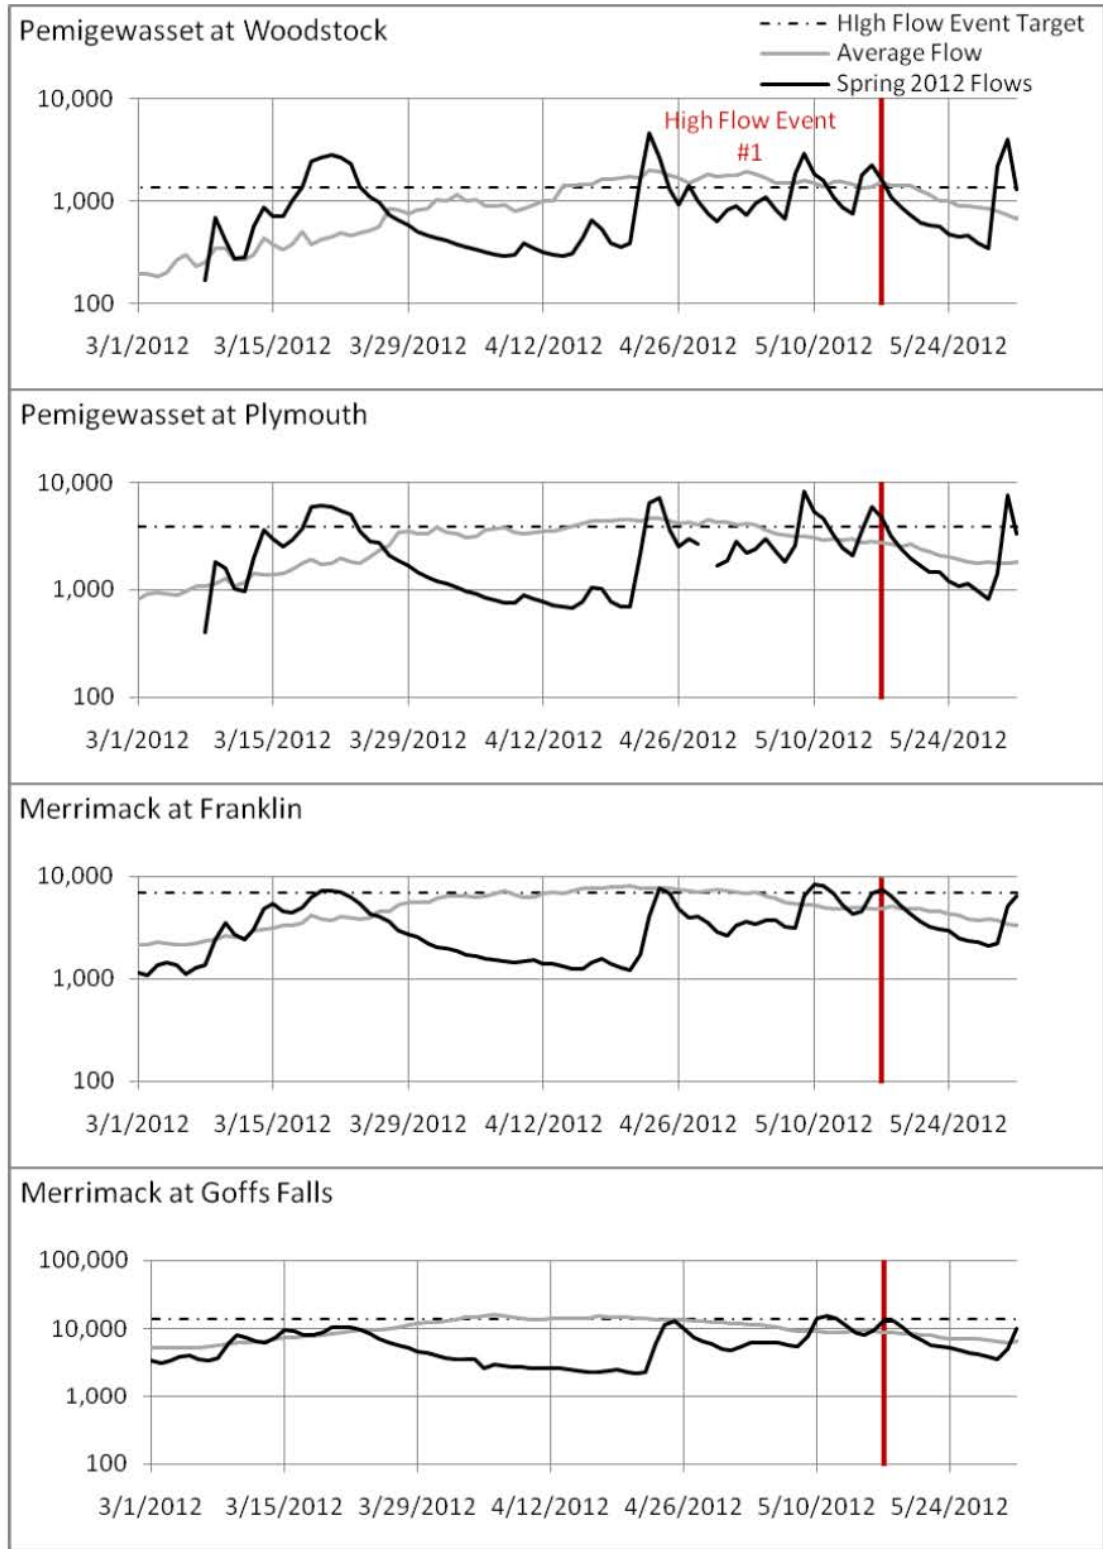 Pemigewasset at Woodstock
HIgh Flow Event Target
Average Flow
Spring 2012 Flows
10,000
High Flow Event
#1
1,000
100
3/1/2012 3/15/2012 3/29/2012 4/12/2012 4/26/2012 5/10/2012 5/24/2012
Pemigewasset at Plymouth
10,000
1,000
100
3/1/2012 3/15/2012 3/29/2012 4/12/2012 4/26/2012 5/10/2012 5/24/2012
Merrimack at Franklin
10,000
1,000
100
3/1/2012 3/15/2012 3/29/2012 4/12/2012 4/26/2012 5/10/2012 5/24/2012
Merrimack at Goffs Falls
100,000
10,000
1,000
100
3/1/2012 3/15/2012 3/29/2012 4/12/2012 4/26/2012 5/10/2012 5/24/2012